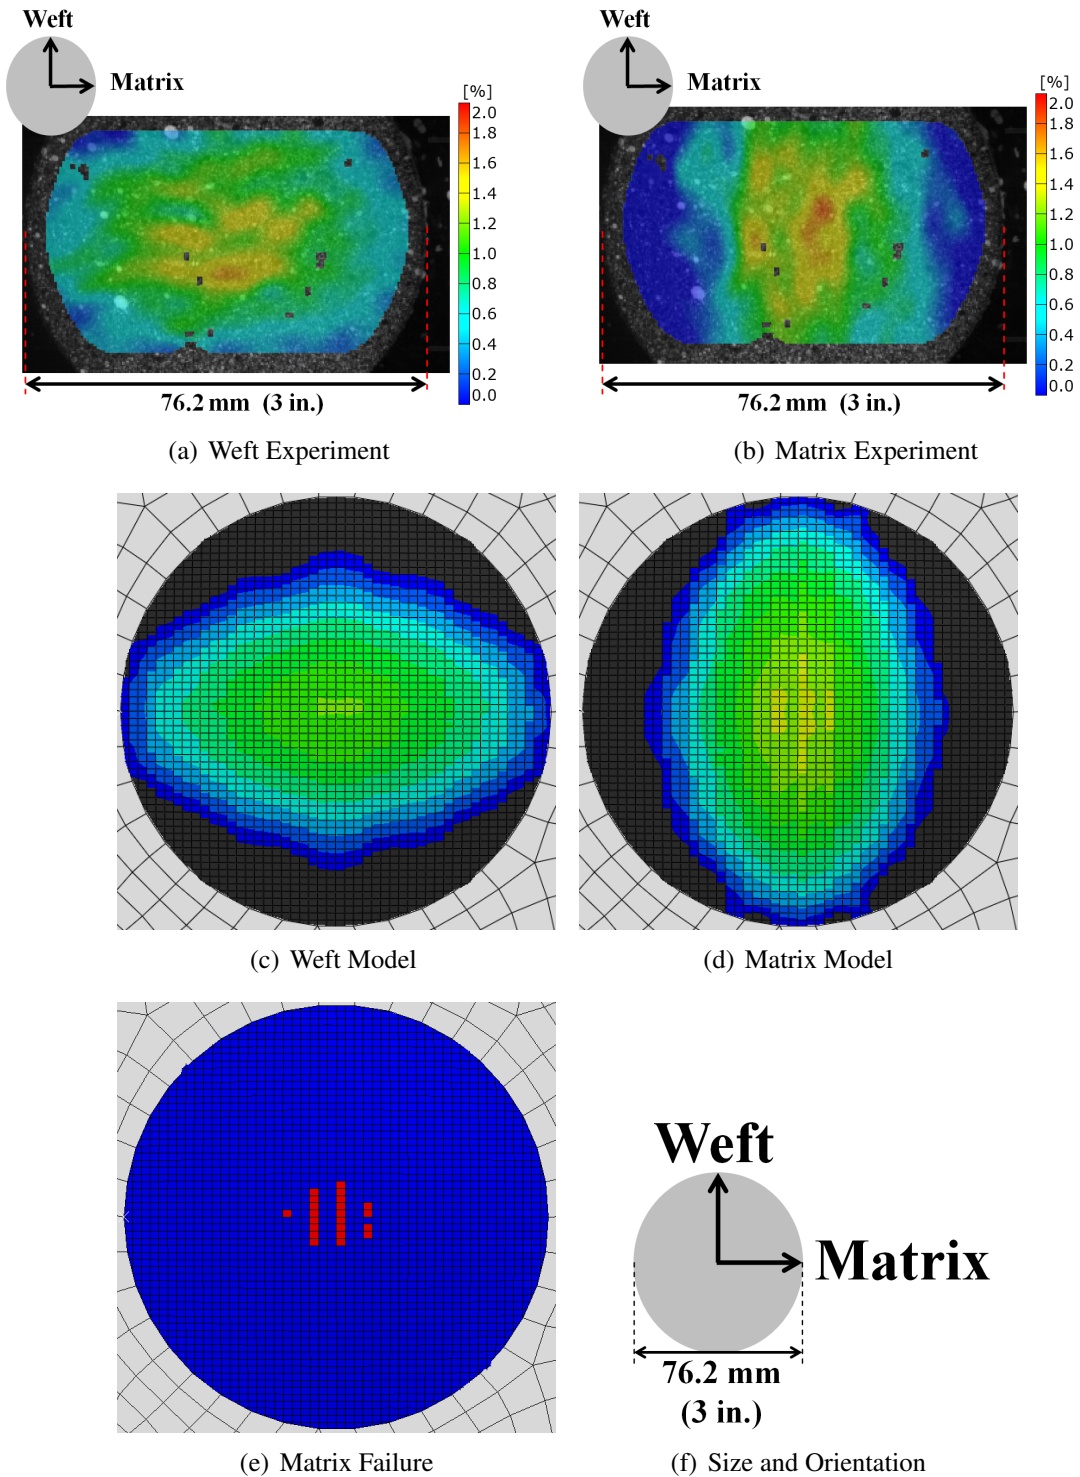 Weft
Matrix
[%]
2.0
1.8
1.6
1.4
1.2
1.0
0.8
0.6
0.4
0.2
0.0
76.2 mm (3 in.)
(a) Weft Experiment
Weft
Matrix
[%]
2.0
1.8
1.6
1.4
1.2
1.0
0.8
0.6
0.4
0.2
0.0
76.2 mm (3 in.)
(b) Matrix Experiment
(c) Weft Model
(d) Matrix Model
(e) Matrix Failure
Weft
Matrix
76.2 mm
(3 in.)
(f) Size and Orientation